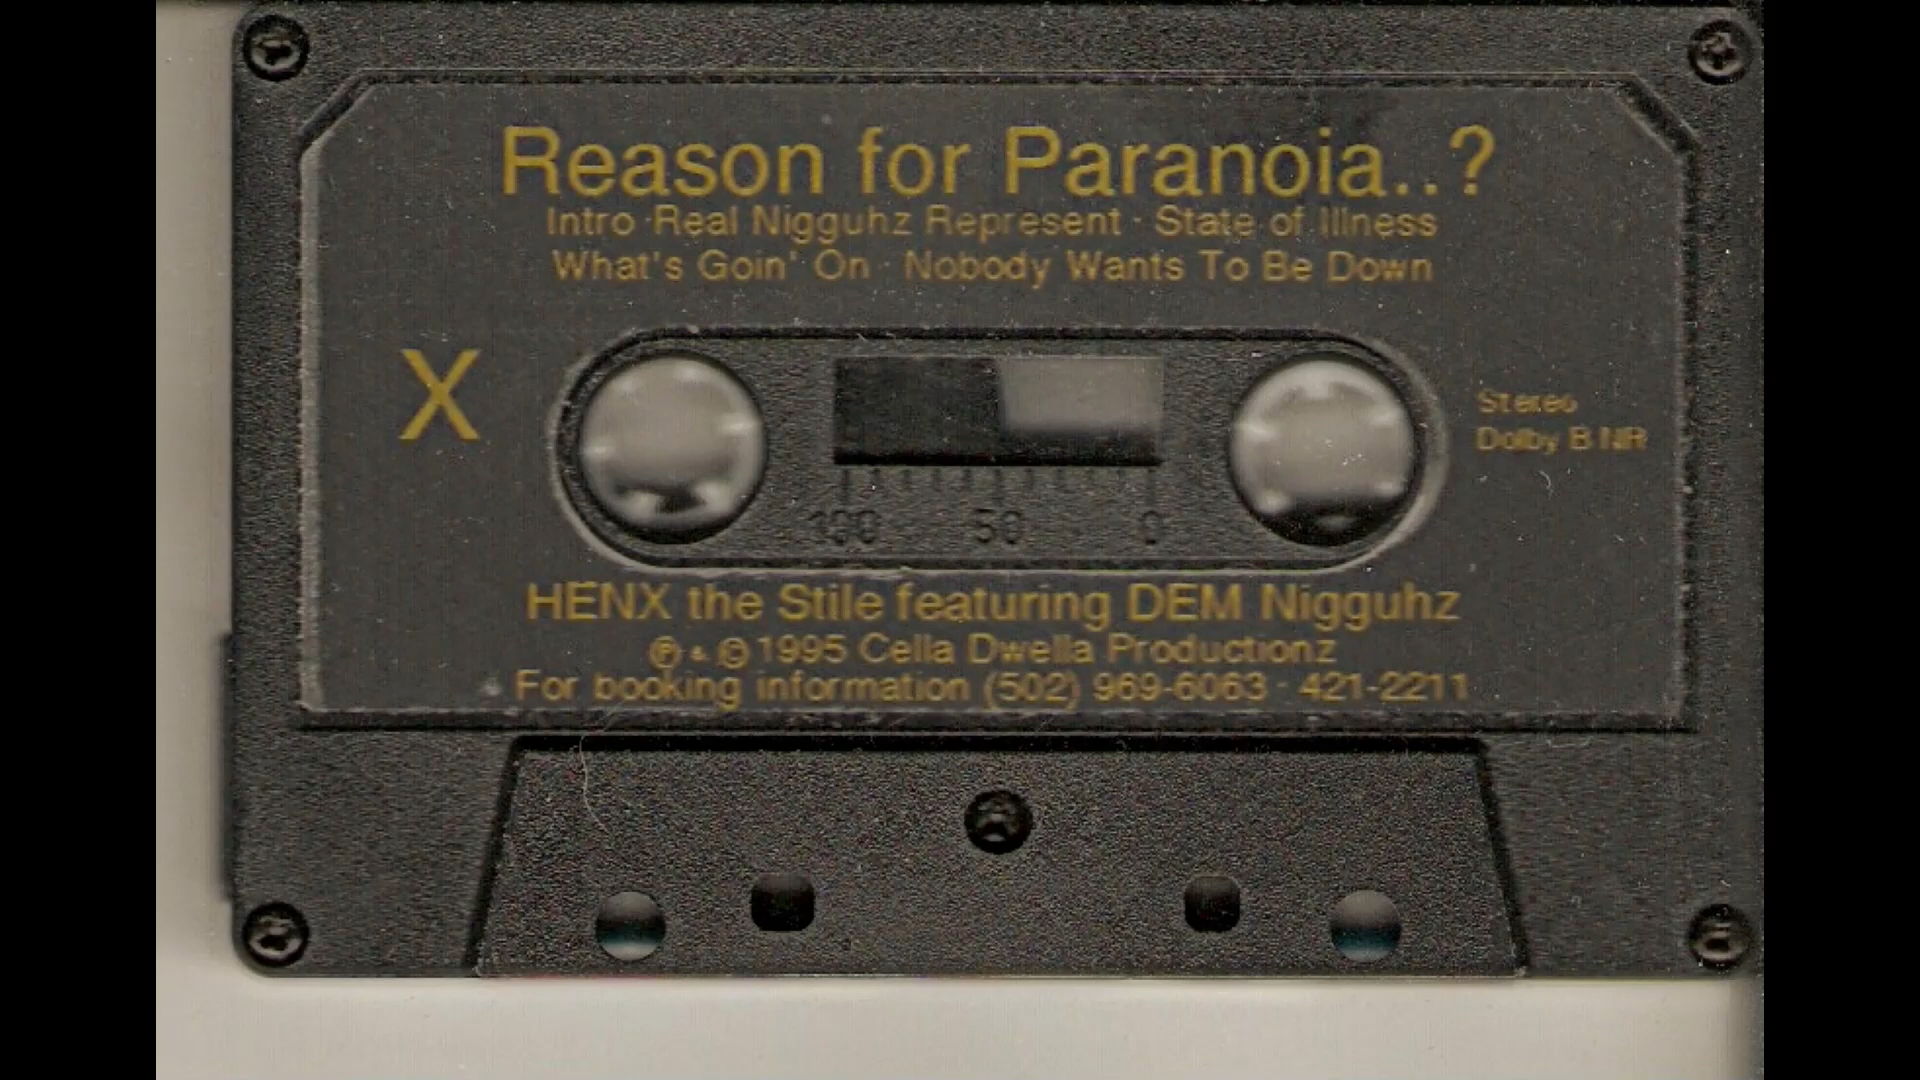 Reason for Paranoia..?
Intro · Real Nigguhz Represent · State of Illness
What's Goin' On · Nobody Wants To Be Down
X
Stereo
Dolby B NR
100 50 0
HENX the Stile featuring DEM Nigguhz
℗ & © 1995 Cella Dwella Productionz
For booking information (502) 969-6063 · 421-2211